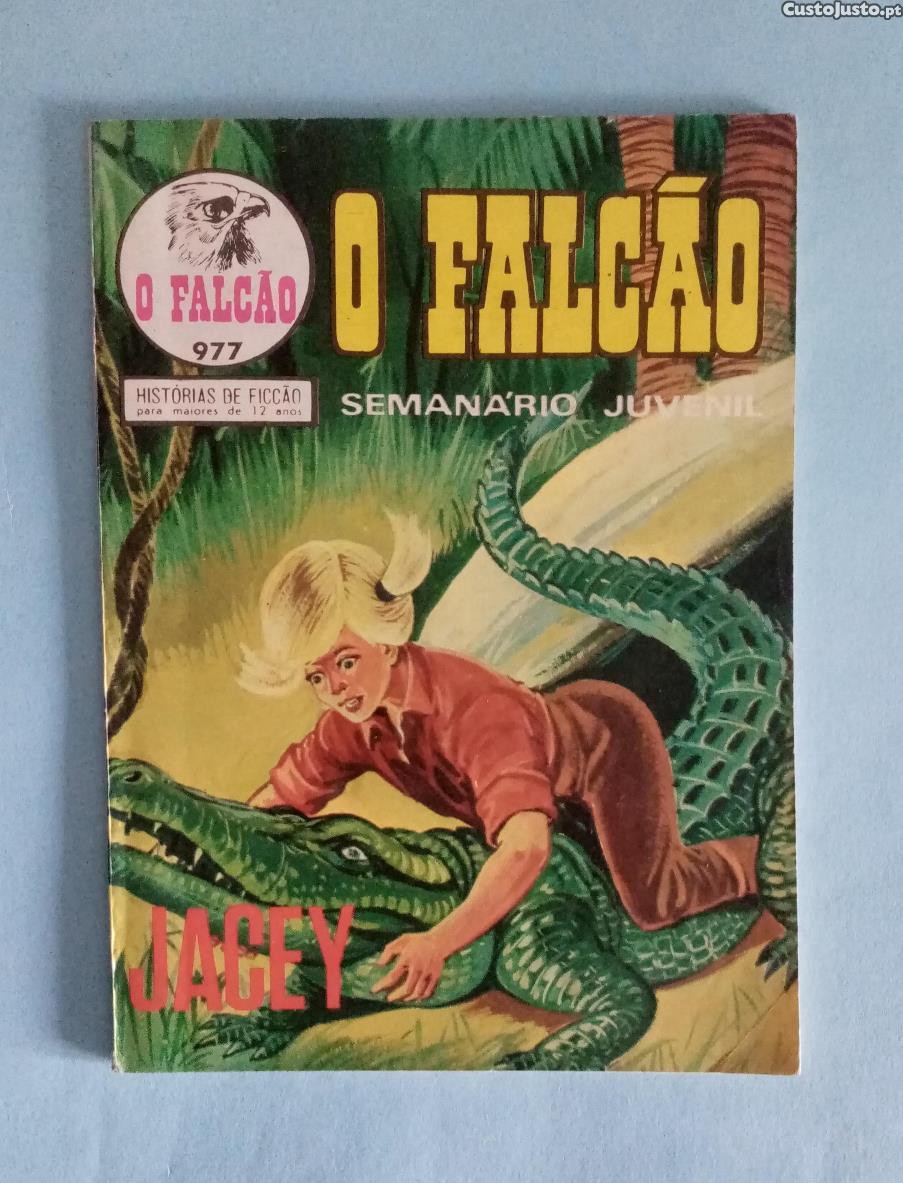 CustoJusto.pt
O FALCÃO
O FALCÃO
977
HISTÓRIAS DE FICÇÃO
para maiores de 12 anos
SEMANÁRIO JUVENIL
JACEY